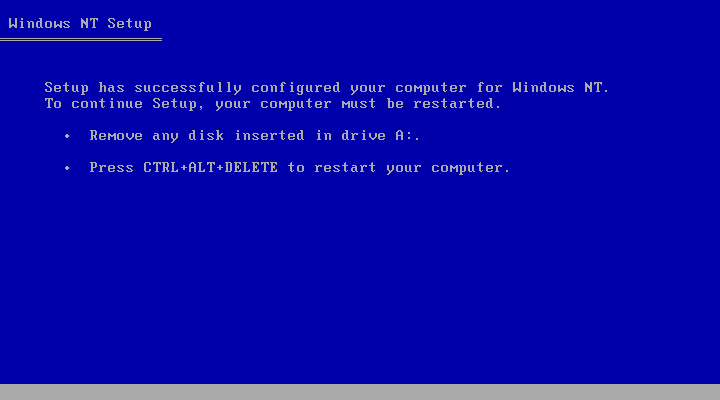 Windows NT Setup
Setup has successfully configured your computer for Windows NT.
To continue Setup, your computer must be restarted.
• Remove any disk inserted in drive A:.
• Press CTRL+ALT+DELETE to restart your computer.